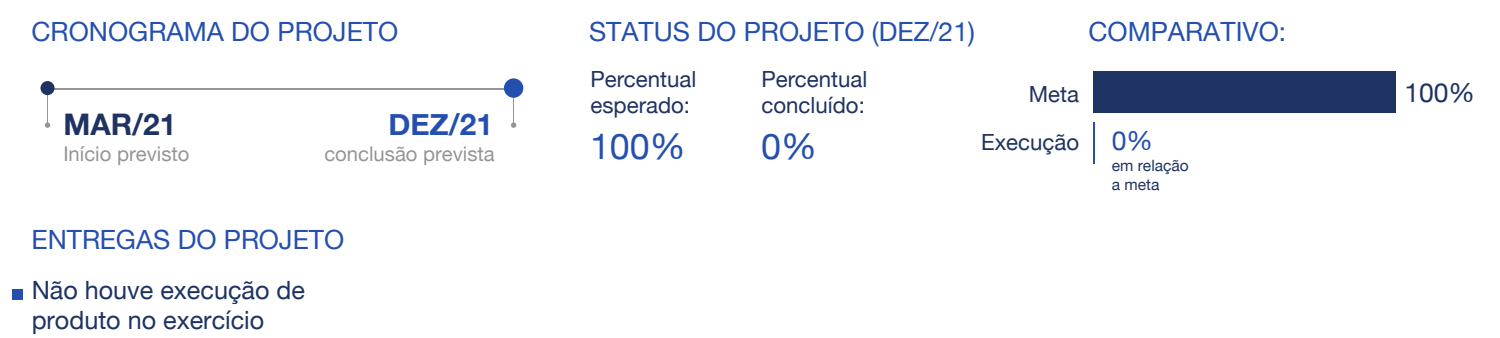 CRONOGRAMA DO PROJETO
MAR/21
Início previsto
DEZ/21
conclusão prevista
STATUS DO PROJETO (DEZ/21)
Percentual
esperado:
100%
Percentual
concluído:
0%
COMPARATIVO:
Meta
100%
Execução
0%
em relação
a meta
ENTREGAS DO PROJETO
Não houve execução de
produto no exercício